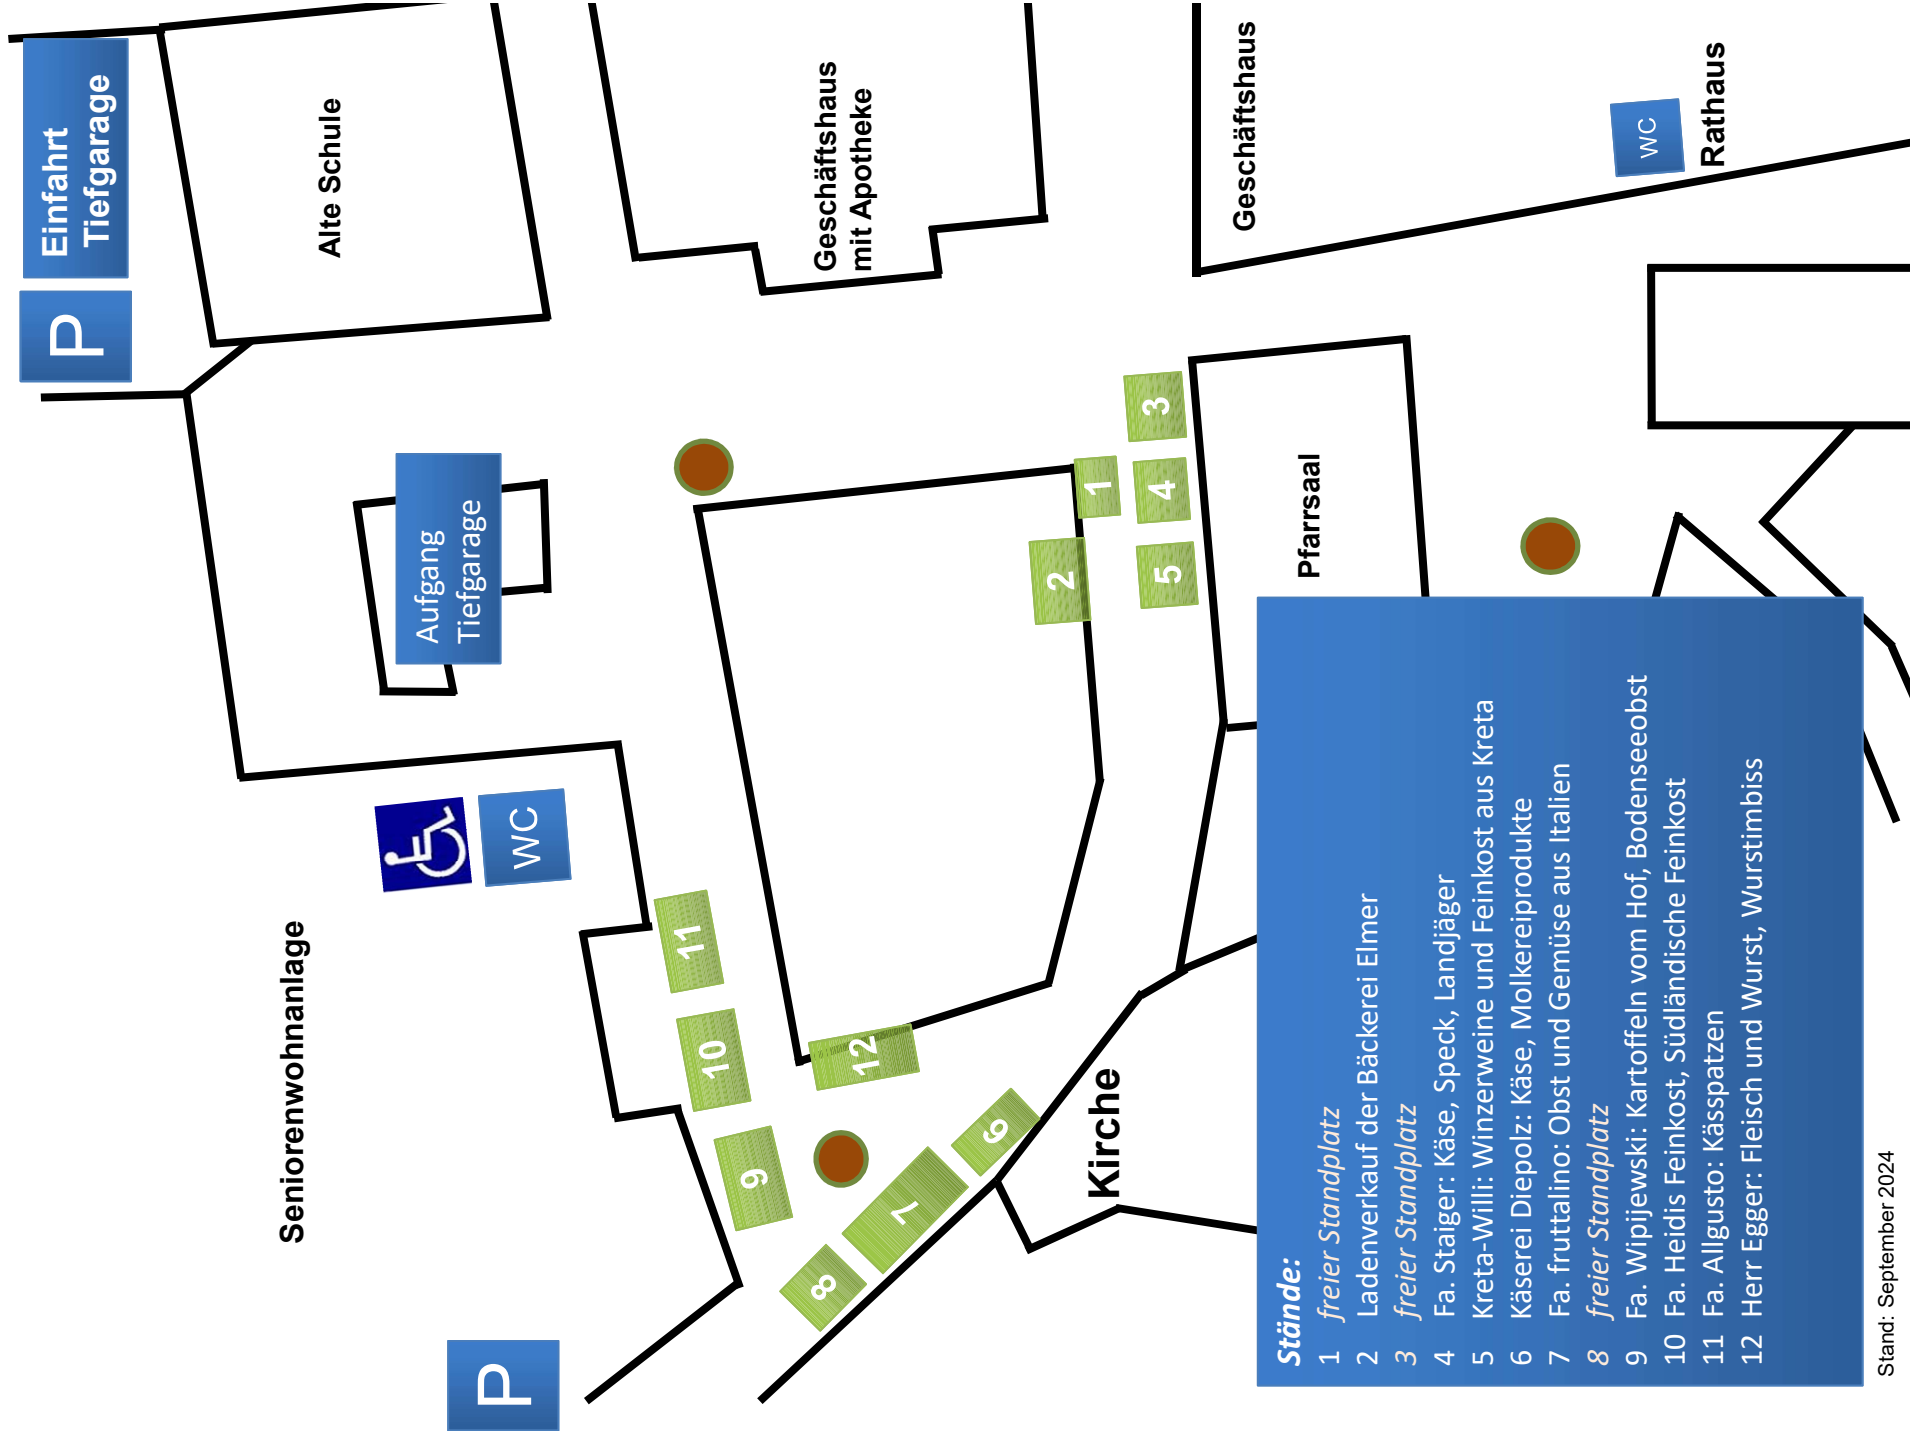 P
Einfahrt
Tiefgarage
Alte Schule
Geschäftshaus
mit Apotheke
Geschäftshaus
WC
Rathaus
Aufgang
Tiefgarage
WC
Seniorenwohnanlage
P
Pfarrsaal
Kirche
1
2
3
4
5
6
7
8
9
10
11
12
Stände:
1 freier Standplatz
2 Ladenverkauf der Bäckerei Elmer
3 freier Standplatz
4 Fa. Staiger: Käse, Speck, Landjäger
5 Kreta-Willi: Winzerweine und Feinkost aus Kreta
6 Käserei Diepolz: Käse, Molkereiprodukte
7 Fa. fruttalino: Obst und Gemüse aus Italien
8 freier Standplatz
9 Fa. Wipijewski: Kartoffeln vom Hof, Bodenseeobst
10 Fa. Heidis Feinkost, Südländische Feinkost
11 Fa. Allgusto: Kässpatzen
12 Herr Egger: Fleisch und Wurst, Wurstimbiss
Stand: September 2024